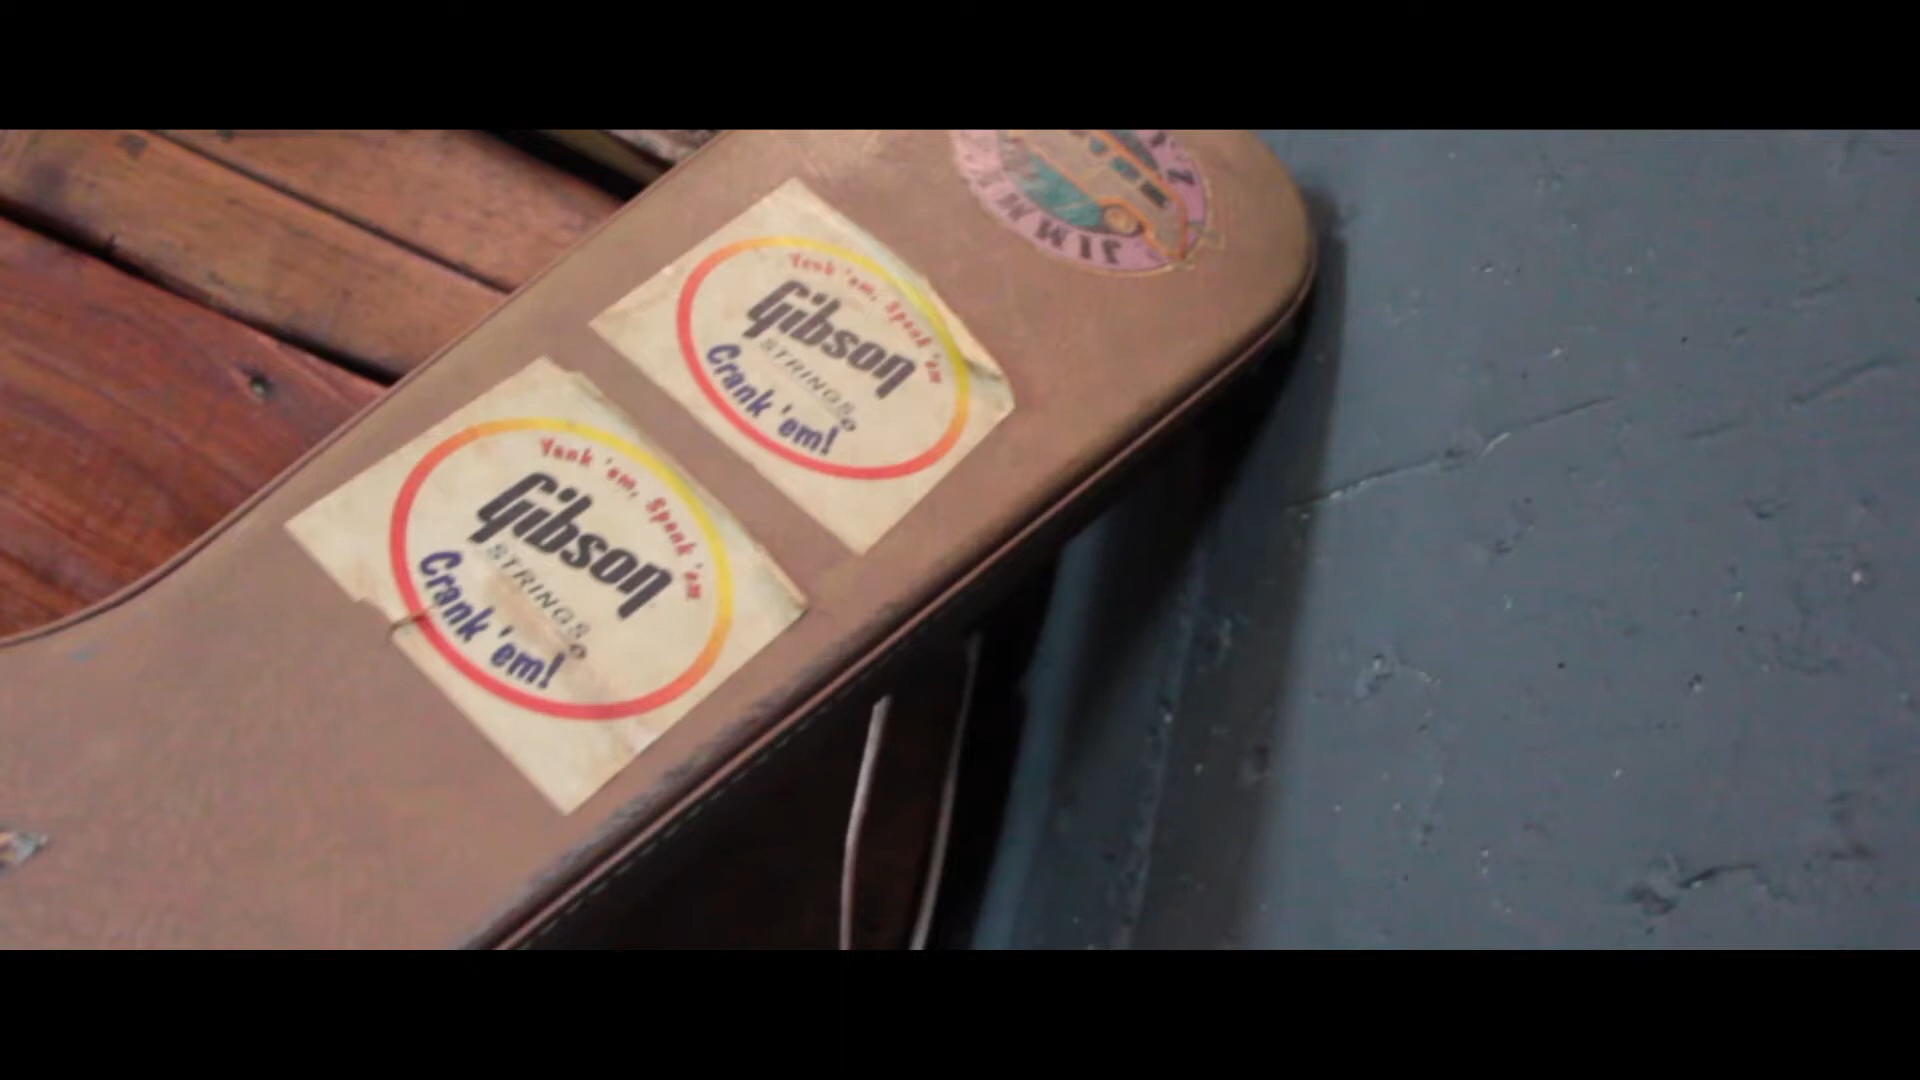 Yank 'em, Spank 'em
Gibson
STRINGS
Crank 'em!
Yank 'em, Spank 'em
Gibson
STRINGS
Crank 'em!